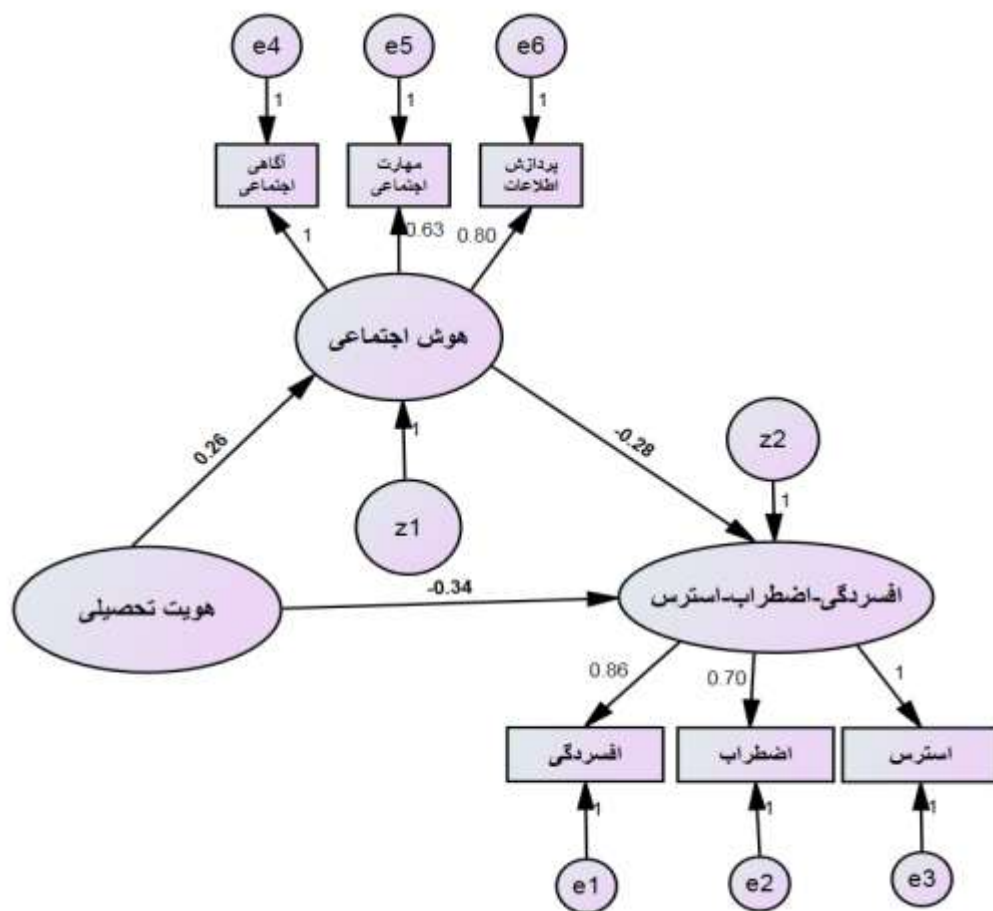 e4
e5
e6
1
1
1
آگاهی
اجتماعی
مهارت
اجتماعی
پردازش
اطلاعات
1
0.63
0.80
هوش اجتماعی
0.26
1
z1
-0.28
z2
1
هویت تحصیلی
-0.34
افسردگی-اضطراب-استرس
0.86
0.70
1
افسردگی
اضطراب
استرس
1
1
1
e1
e2
e3